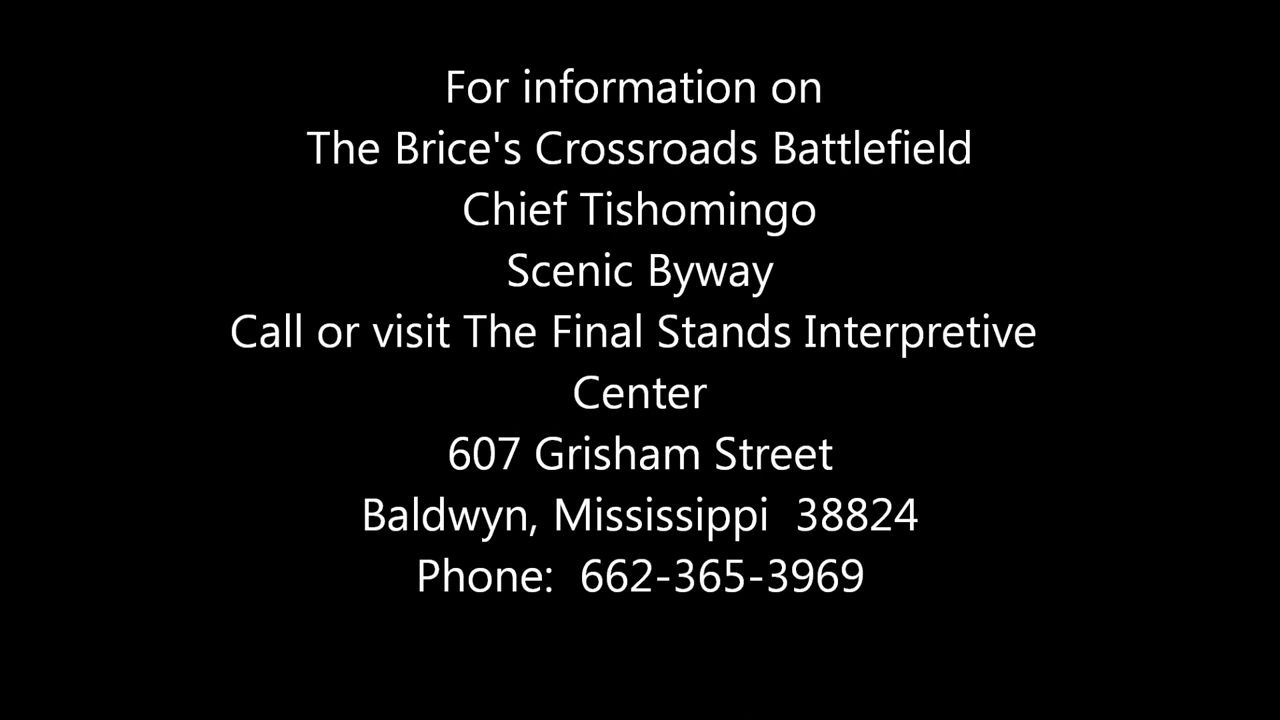 For information on
The Brice's Crossroads Battlefield
Chief Tishomingo
Scenic Byway
Call or visit The Final Stands Interpretive
Center
607 Grisham Street
Baldwyn, Mississippi  38824
Phone:  662-365-3969